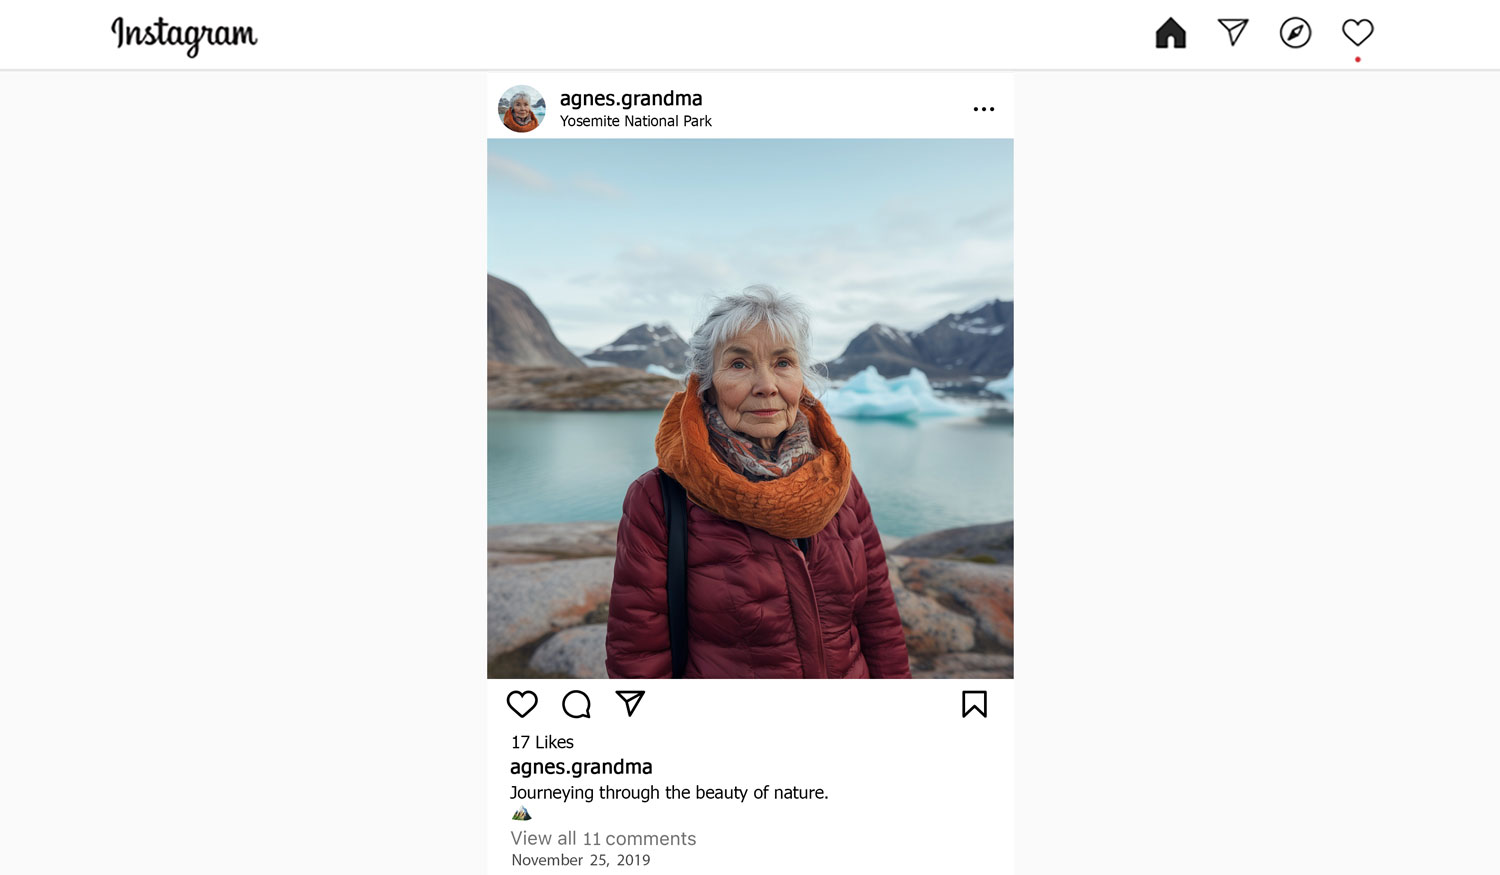 Instagram
agnes.grandma
Yosemite National Park
17 Likes
agnes.grandma
Journeying through the beauty of nature.
View all 11 comments
November 25, 2019